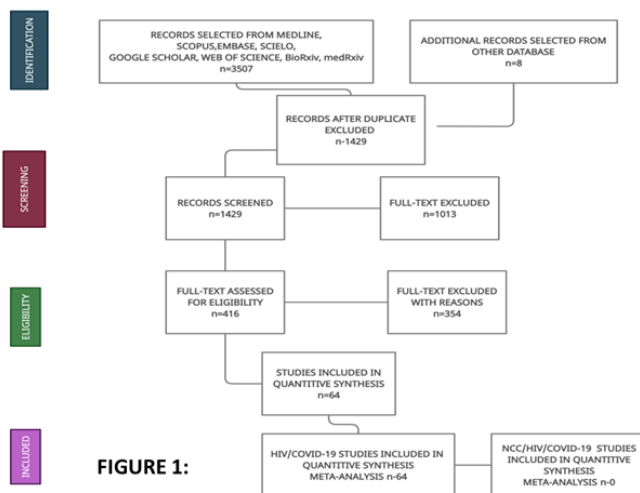 IDENTIFICATION
RECORDS SELECTED FROM MEDLINE,
SCOPUS,EMBASE, SCIELO,
GOOGLE SCHOLAR, WEB OF SCIENCE, BioRxiv, medRxiv
n=3507
ADDITIONAL RECORDS SELECTED FROM
OTHER DATABASE
n=8
RECORDS AFTER DUPLICATE
EXCLUDED
n-1429
SCREENING
RECORDS SCREENED
n=1429
FULL-TEXT EXCLUDED
n=1013
ELIGIBILITY
FULL-TEXT ASSESSED
FOR ELIGIBILITY
n=416
FULL-TEXT EXCLUDED
WITH REASONS
n=354
STUDIES INCLUDED IN
QUANTITIVE SYNTHESIS
n=64
INCLUDED
FIGURE 1:
HIV/COVID-19 STUDIES INCLUDED IN
QUANTITIVE SYNTHESIS
META-ANALYSIS n-64
NCC/HIV/COVID-19 STUDIES
INCLUDED IN QUANTITIVE
SYNTHESIS
META-ANALYSIS n-0